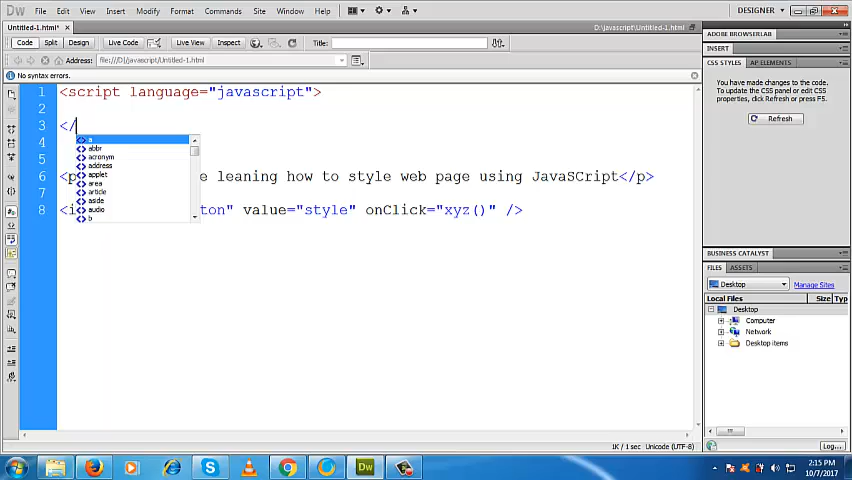 Dw File Edit View Insert Modify Format Commands Site Window Help DESIGNER
Untitled-1.html* × D:\javascript\Untitled-1.html
Code Split Design Live Code Live View Inspect Title:
Address: file:///D|/javascript/Untitled-1.html
No syntax errors.
1 <script language="javascript">
2
3 </
4
5
6 <p e leaning how to style web page using JavaSCript</p>
7
8 <i ton" value="style" onClick="xyz()" />
a
abbr
acronym
address
applet
area
article
aside
audio
b
1K / 1 sec Unicode (UTF-8)
ADOBE BROWSERLAB
INSERT
CSS STYLES AP ELEMENTS
You have made changes to the code.
To update the CSS panel or edit CSS
properties, click Refresh or press F5.
Refresh
BUSINESS CATALYST
FILES ASSETS
Desktop Manage Sites
Local Files Size Typ
Desktop
Computer
Network
Desktop items
Log...
Dw
2:15 PM
10/7/2017